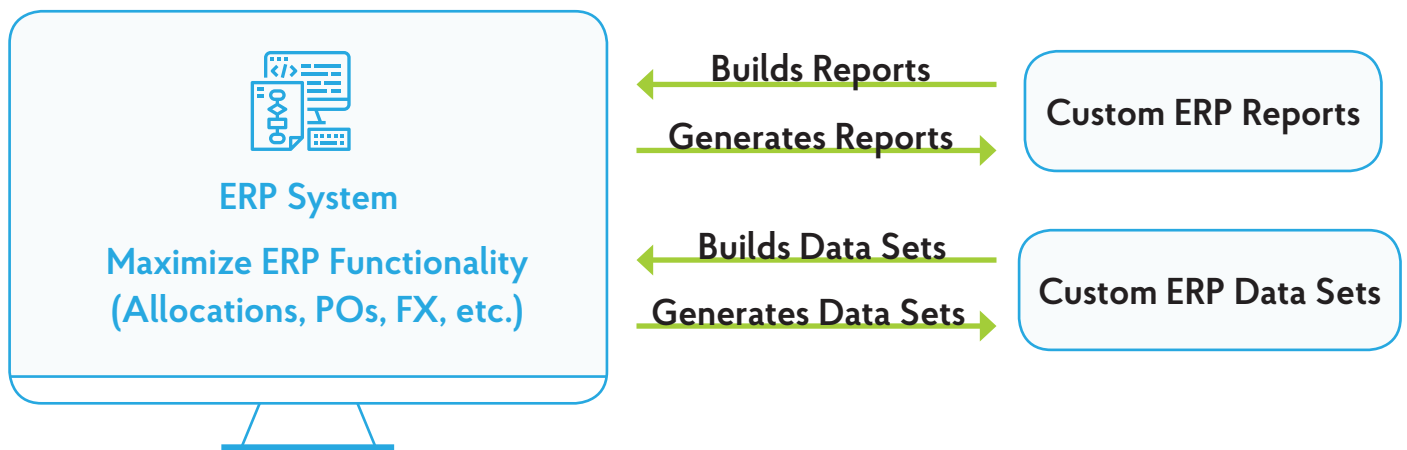 </>
ERP System
Maximize ERP Functionality
(Allocations, POs, FX, etc.)
Builds Reports
Generates Reports
Custom ERP Reports
Builds Data Sets
Generates Data Sets
Custom ERP Data Sets